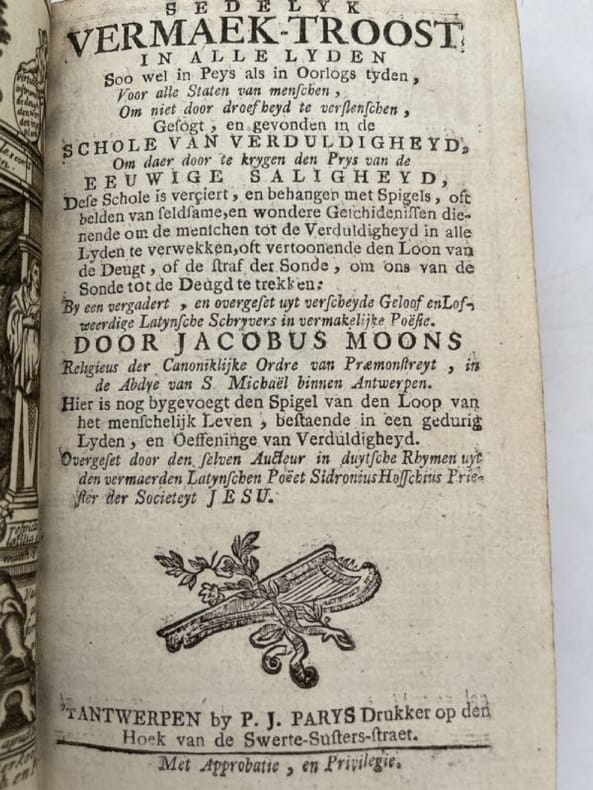 SEDELYK
VERMAEK-TROOST
IN ALLE LYDEN
Soo wel in Peys als in Oorlogs tyden,
Voor alle Staten van menſchen,
Om niet door droefheyd te verſlenſchen,
Geſogt, en gevonden in de
SCHOLE VAN VERDULDIGHEYD,
Om daer door te krygen den Prys van de
EEUWIGE SALIGHEYD,
Deſe Schole is verçiert, en behangen met Spigels, oft
belden van ſeldſame, en wondere Geſchideniſſen die-
nende om de menſchen tot de Verduldigheyd in alle
Lyden te verwekken, oft vertoonende den Loon van
de Deugt, of de ſtraf der Sonde, om ons van de
Sonde tot de Deugd te trekken:
By een vergadert, en overgeſet uyt verſcheyde Geloof en Lof-
weerdige Latynſche Schryvers in vermakelijke Poëſie.
DOOR JACOBUS MOONS
Religieus der Canoniklijke Ordre van Præmonſtreyt, in
de Abdye van S. Michaël binnen Antwerpen.
Hier is nog bygevoegt den Spigel van den Loop van
het menſchelijk Leven, beſtaende in een gedurig
Lyden, en Oeffeninge van Verduldigheyd.
Overgeſet door den ſelven Aucteur in duytſche Rhymen uyt
den vermaerden Latynſchen Poëet Sidronius Hoſſchius Prie-
ſter der Societeyt JESU.
'TANTWERPEN by P. J. PARYS Drukker op den
Hoek van de Swerte-Suſters-ſtraet.
Met Approbatie, en Privilegie.